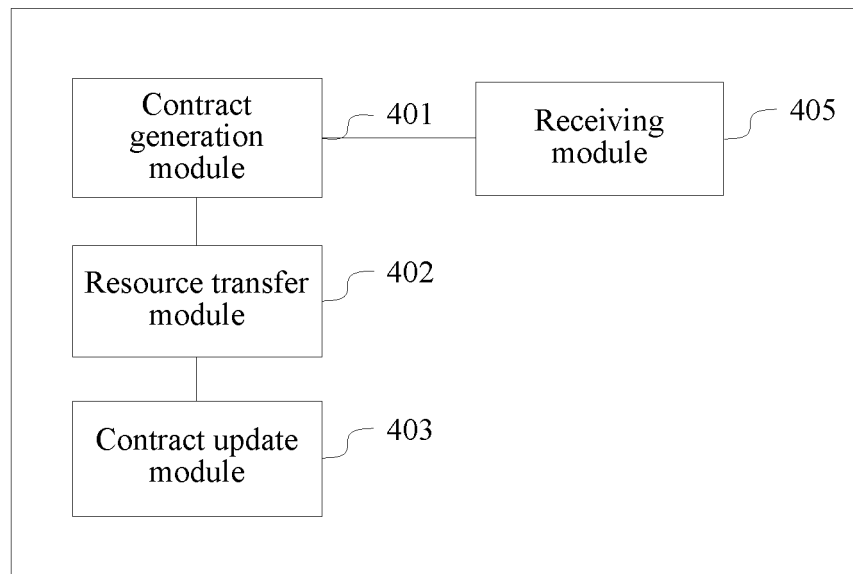 Contract
generation
module
401
Receiving
module
405
Resource transfer
module
402
Contract update
module
403